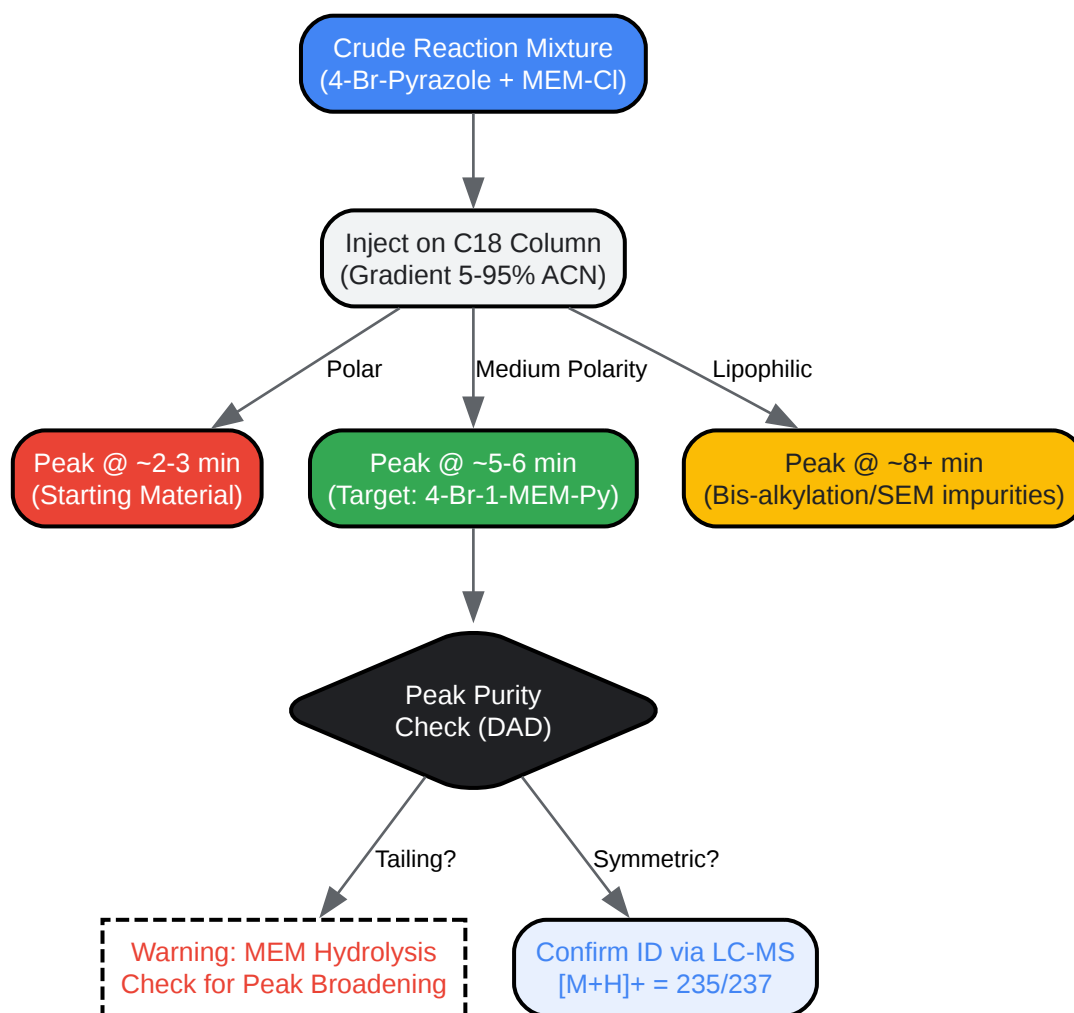 Crude Reaction Mixture
(4-Br-Pyrazole + MEM-Cl)
Inject on C18 Column
(Gradient 5-95% ACN)
Polar
Medium Polarity
Lipophilic
Peak @ ~2-3 min
(Starting Material)
Peak @ ~5-6 min
(Target: 4-Br-1-MEM-Py)
Peak @ ~8+ min
(Bis-alkylation/SEM impurities)
Peak Purity
Check (DAD)
Tailing?
Symmetric?
Warning: MEM Hydrolysis
Check for Peak Broadening
Confirm ID via LC-MS
[M+H]+ = 235/237